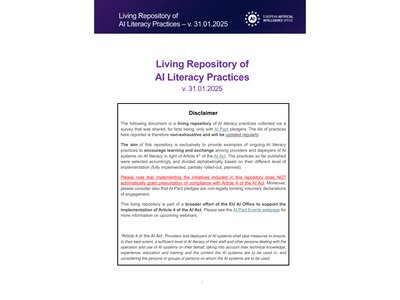 Living Repository of
AI Literacy Practices – v. 31.01.2025
EUROPEAN ARTIFICIAL
INTELLIGENCE OFFICE
Living Repository of
AI Literacy Practices
v. 31.01.2025
Disclaimer
The following document is a living repository of AI literacy practices collected via
a survey that was shared, for time being, only with AI Pact pledgers. The list of practices
here reported is therefore non-exhaustive and will be updated regularly.
The aim of this repository is exclusively to provide examples of ongoing AI literacy
practices to encourage learning and exchange among providers and deployers of AI
systems on AI literacy in light of Article 4* of the AI Act. The practices so far published
were selected accordingly and divided alphabetically based on their different level of
implementation (fully implemented, partially rolled-out, planned).
Please note that implementing the initiatives included in this repository does NOT
automatically grant presumption of compliance with Article 4 of the AI Act. Moreover,
please consider also that AI Pact pledges are non-legally binding voluntary declarations
of engagement.
This living repository is part of a broader effort of the EU AI Office to support the
implementation of Article 4 of the AI Act. Please see the AI Pact Events webpage for
more information on upcoming webinars.
*Article 4 of the AI Act: Providers and deployers of AI systems shall take measures to ensure,
to their best extent, a sufficient level of AI literacy of their staff and other persons dealing with the
operation and use of AI systems on their behalf, taking into account their technical knowledge,
experience, education and training and the context the AI systems are to be used in, and
considering the persons or groups of persons on whom the AI systems are to be used.